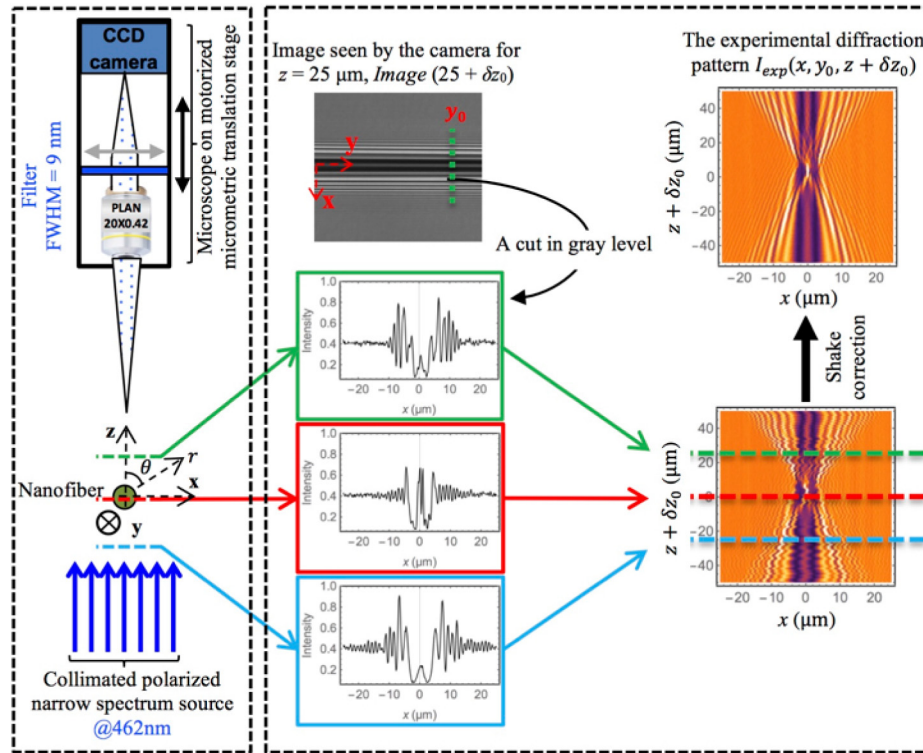 CCD
camera
Filter
FWHM = 9 nm
PLAN
20X0.42
Microscope on motorized
micrometric translation stage
z
θ
r
Nanofiber
x
y
Collimated polarized
narrow spectrum source
@462nm
Image seen by the camera for
z = 25 μm, Image (25 + δz₀)
y₀
y
x
A cut in gray level
1.0
0.8
0.6
0.4
0.2
Intensity
-20 -10 0 10 20
x (μm)
1.0
0.8
0.6
0.4
0.2
Intensity
-20 -10 0 10 20
x (μm)
1.0
0.8
0.6
0.4
0.2
Intensity
-20 -10 0 10 20
x (μm)
The experimental diffraction
pattern I_exp(x, y₀, z + δz₀)
40
20
0
-20
-40
z + δz₀ (μm)
-20 -10 0 10 20
x (μm)
Shake
correction
40
20
0
-20
-40
z + δz₀ (μm)
-20 -10 0 10 20
x (μm)